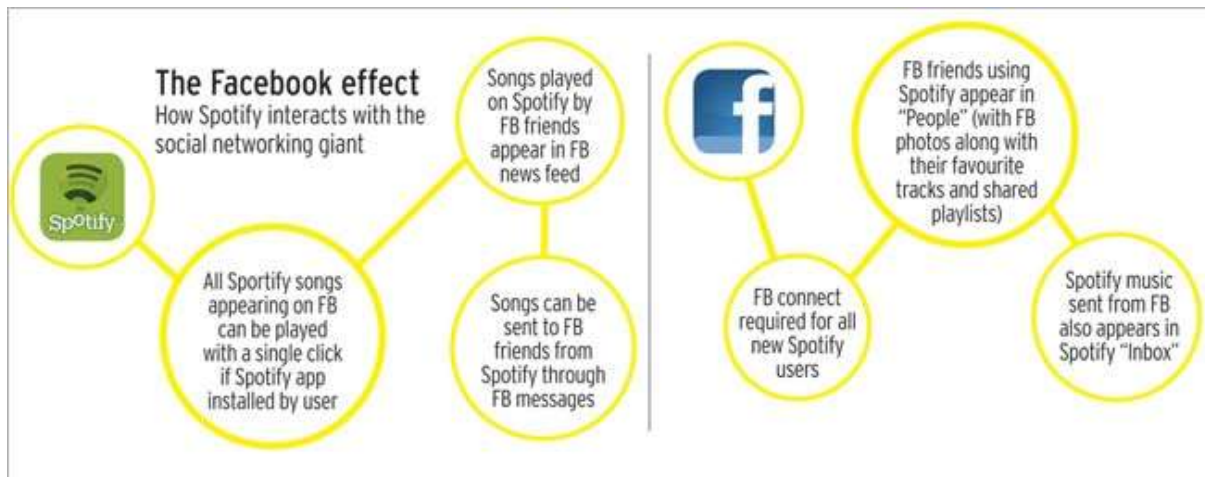 The Facebook effect
How Spotify interacts with the
social networking giant
Spotify
All Sportify songs
appearing on FB
can be played
with a single click
if Spotify app
installed by user
Songs played
on Spotify by
FB friends
appear in FB
news feed
Songs can be
sent to FB
friends from
Spotify through
FB messages
f
FB connect
required for all
new Spotify
users
FB friends using
Spotify appear in
“People” (with FB
photos along with
their favourite
tracks and shared
playlists)
Spotify music
sent from FB
also appears in
Spotify “Inbox”